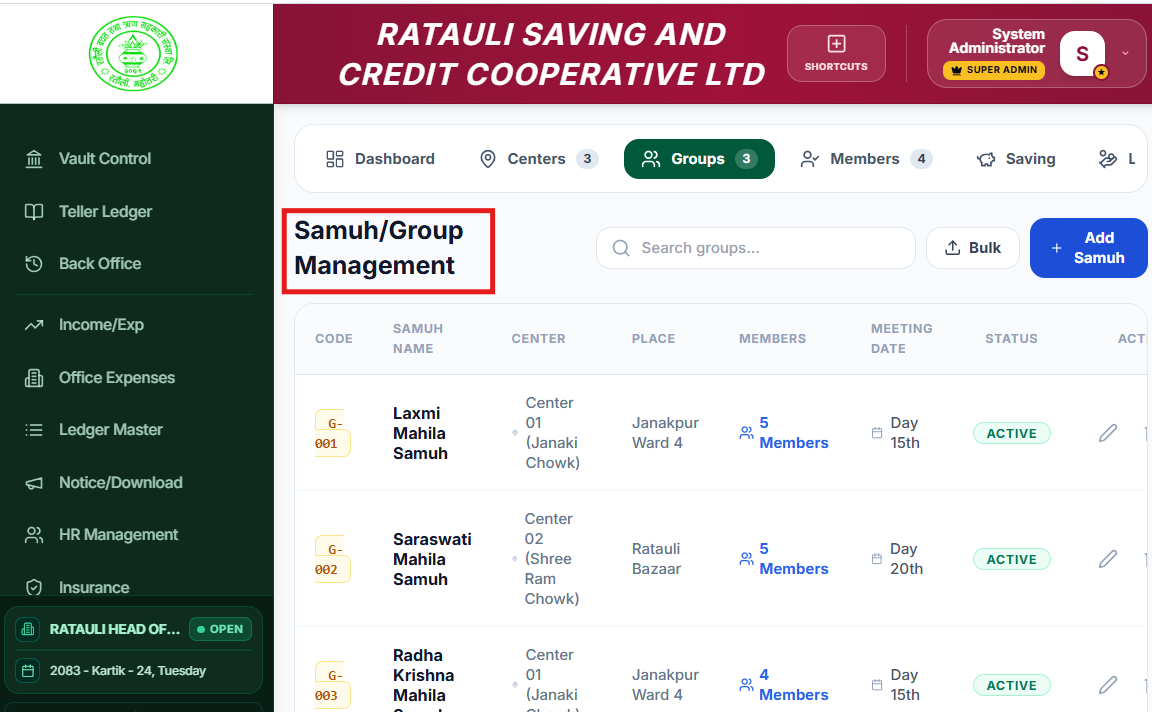 RATAULI SAVING AND
CREDIT COOPERATIVE LTD
SHORTCUTS
System
Administrator
SUPER ADMIN
S
Vault Control
Teller Ledger
Back Office
Income/Exp
Office Expenses
Ledger Master
Notice/Download
HR Management
Insurance
RATAULI HEAD OF...
OPEN
2083 - Kartik - 24, Tuesday
Dashboard
Centers 3
Groups 3
Members 4
Saving
L
Samuh/Group
Management
Search groups...
Bulk
+ Add
Samuh
CODE
SAMUH
NAME
CENTER
PLACE
MEMBERS
MEETING
DATE
STATUS
ACT
G-
001
Laxmi
Mahila
Samuh
Center
01
(Janaki
Chowk)
Janakpur
Ward 4
5
Members
Day
15th
ACTIVE
G-
002
Saraswati
Mahila
Samuh
Center
02
(Shree
Ram
Chowk)
Ratauli
Bazaar
5
Members
Day
20th
ACTIVE
G-
003
Radha
Krishna
Mahila
Center
01
(Janaki
Janakpur
Ward 4
4
Members
Day
15th
ACTIVE